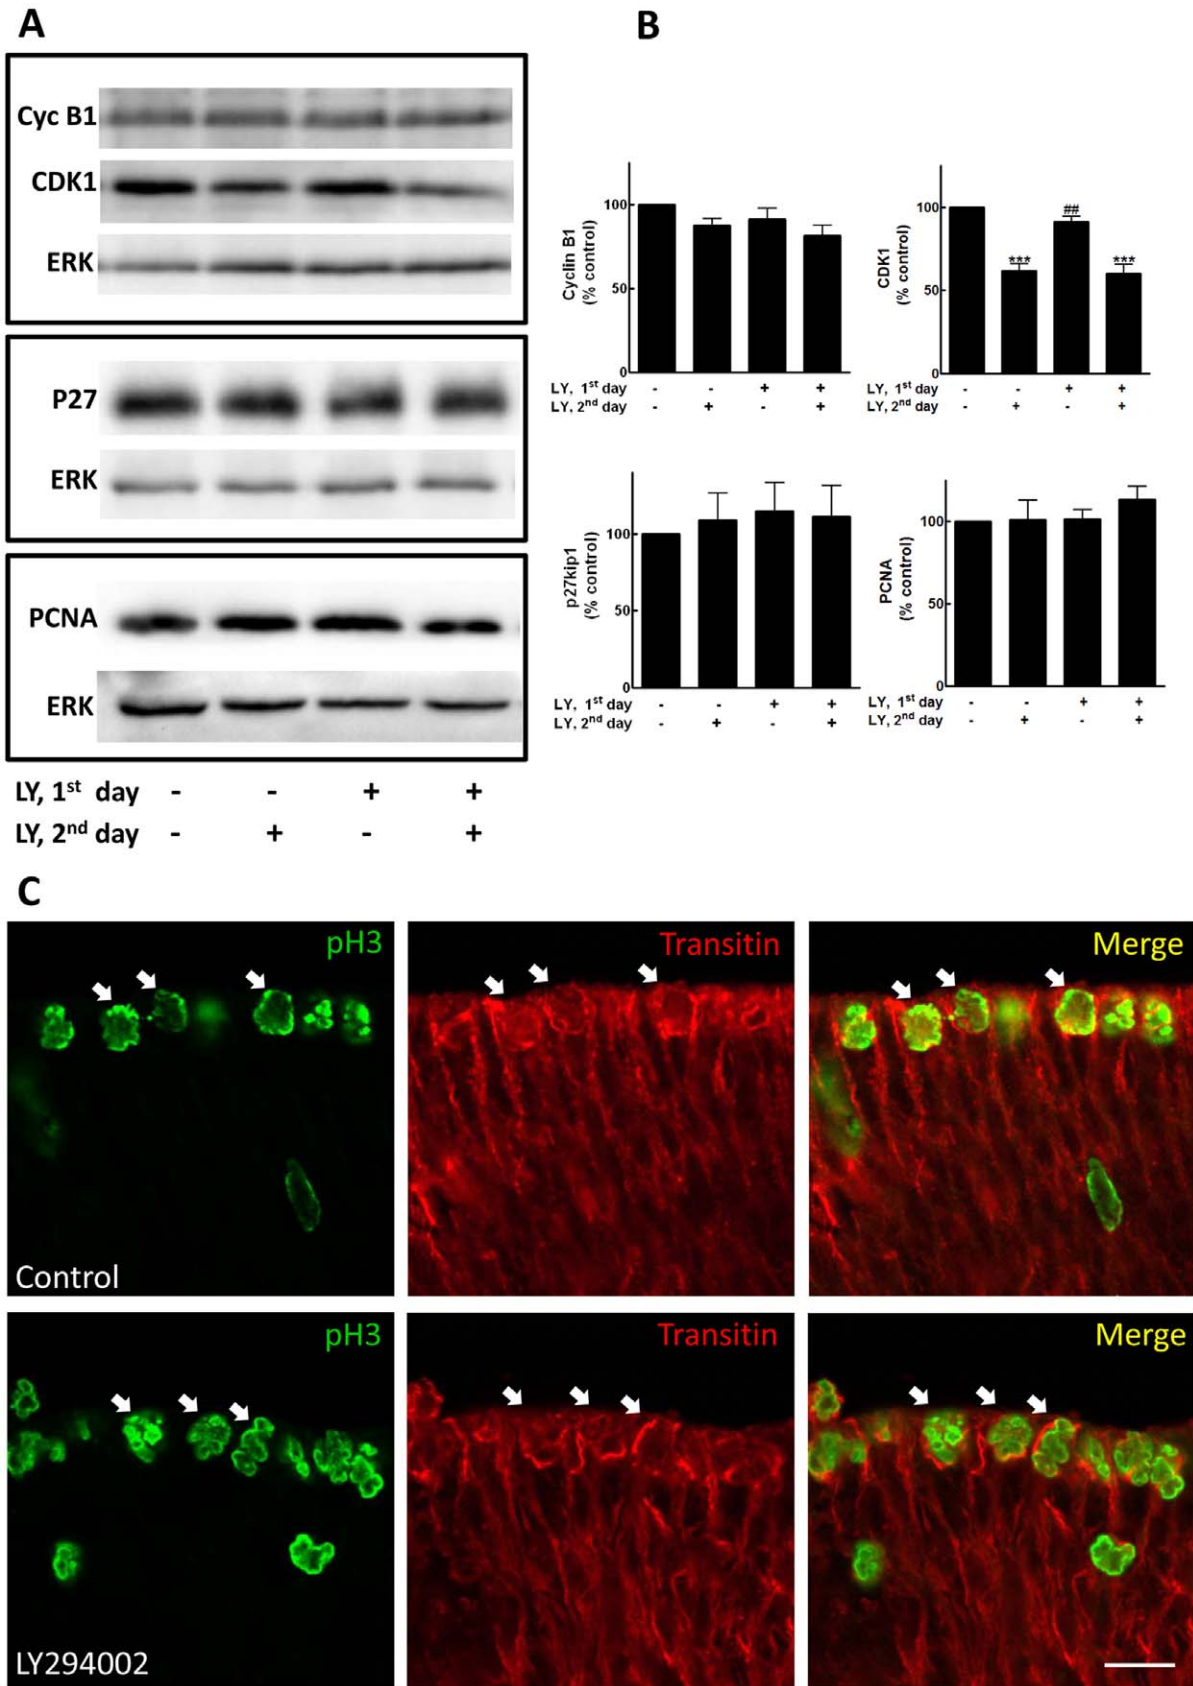 A
Cyc B1
CDK1
ERK
P27
ERK
PCNA
ERK
LY, 1st day - - + +
LY, 2nd day - + - +
B
Cyclin B1
(% control)
100
50
0
LY, 1st day - - + +
LY, 2nd day - + - +
CDK1
(% control)
100
50
0
***
##
***
LY, 1st day - - + +
LY, 2nd day - + - +
p27kip1
(% control)
100
50
0
LY, 1st day - - + +
LY, 2nd day - + - +
PCNA
(% control)
100
50
0
LY, 1st day - - + +
LY, 2nd day - + - +
C
pH3
Transitin
Merge
Control
pH3
Transitin
Merge
LY294002